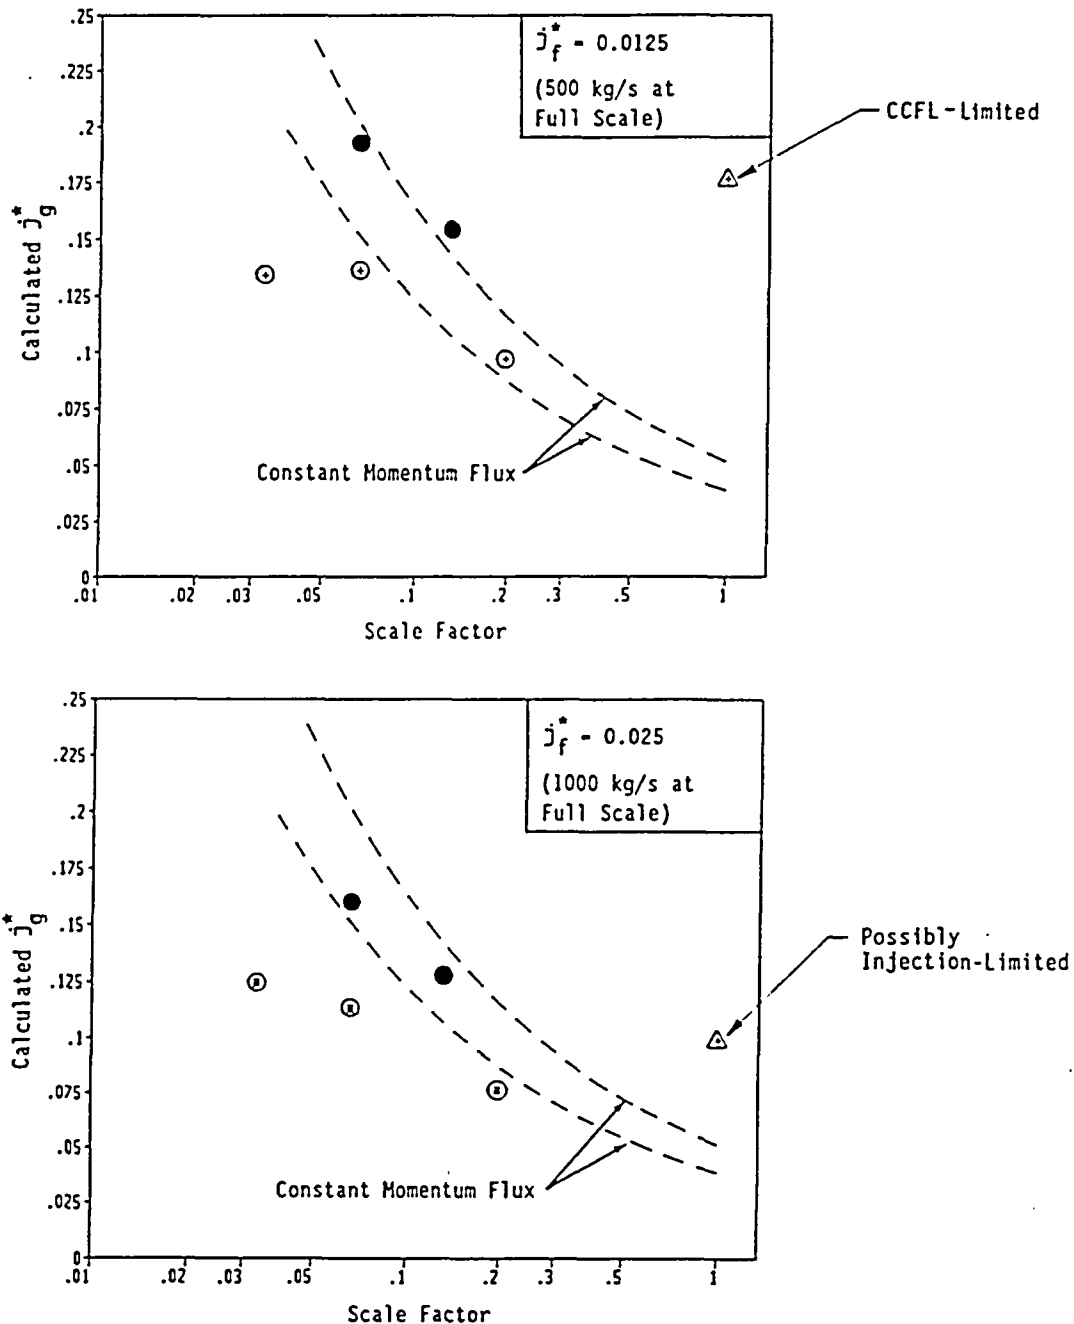 .25
.225
.2
.175
.15
.125
.1
.075
.05
.025
0
Calculated j*g
j*f = 0.0125
(500 kg/s at
Full Scale)
CCFL-Limited
Constant Momentum Flux
.01 .02 .03 .05 .1 .2 .3 .5 1
Scale Factor
.25
.225
.2
.175
.15
.125
.1
.075
.05
.025
0
Calculated j*g
j*f = 0.025
(1000 kg/s at
Full Scale)
Possibly
Injection-Limited
Constant Momentum Flux
.01 .02 .03 .05 .1 .2 .3 .5 1
Scale Factor